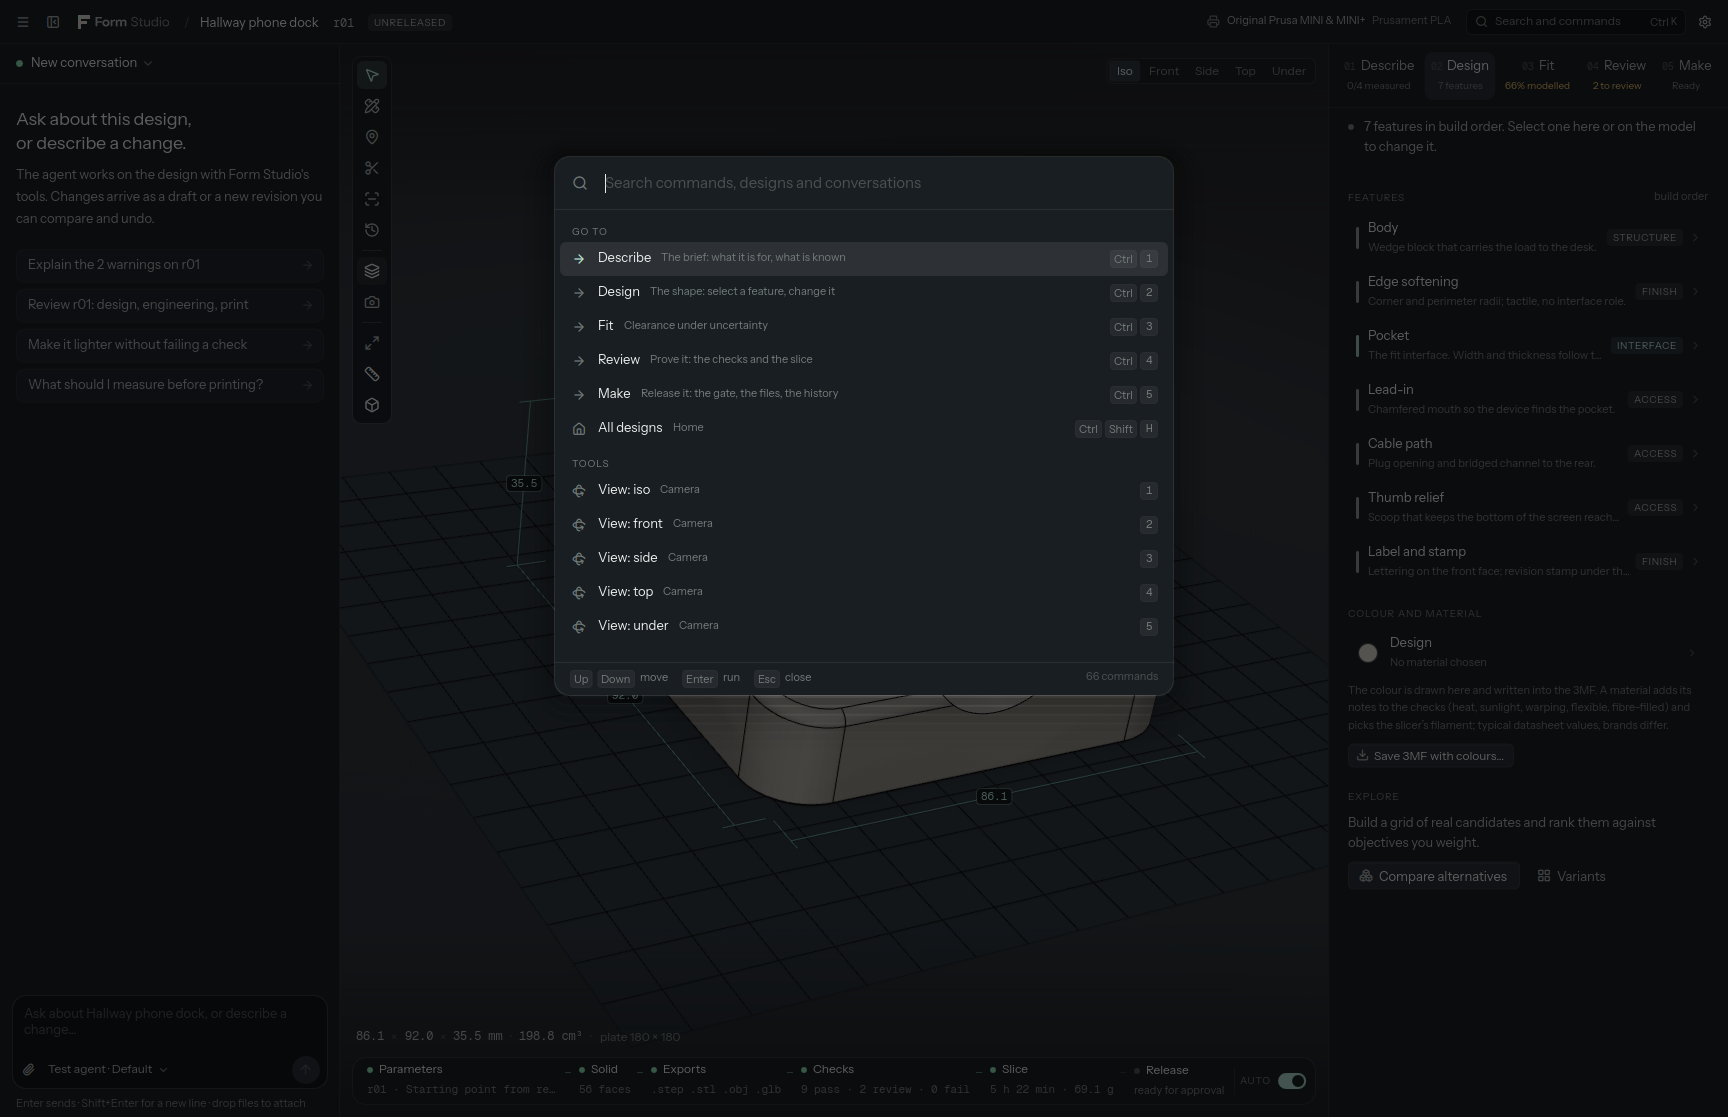 Form Studio / Hallway phone dock r01 UNRELEASED
Original Prusa MINI & MINI+ Prusament PLA
Search and commands Ctrl K
New conversation
Ask about this design,
or describe a change.
The agent works on the design with Form Studio's
tools. Changes arrive as a draft or a new revision you
can compare and undo.
Explain the 2 warnings on r01
Review r01: design, engineering, print
Make it lighter without failing a check
What should I measure before printing?
Ask about Hallway phone dock, or describe a
change...
Test agent · Default
Enter sends · Shift+Enter for a new line · drop files to attach
Iso Front Side Top Under
35.5
92.0
86.1
Search commands, designs and conversations
GO TO
Describe The brief: what it is for, what is known Ctrl 1
Design The shape: select a feature, change it Ctrl 2
Fit Clearance under uncertainty Ctrl 3
Review Prove it: the checks and the slice Ctrl 4
Make Release it: the gate, the files, the history Ctrl 5
All designs Home Ctrl Shift H
TOOLS
View: iso Camera 1
View: front Camera 2
View: side Camera 3
View: top Camera 4
View: under Camera 5
Up Down move Enter run Esc close 66 commands
86.1 × 92.0 × 35.5 mm · 198.8 cm³ · plate 180 × 180
Parameters
r01 · Starting point from re…
Solid
56 faces
Exports
.step .stl .obj .glb
Checks
9 pass · 2 review · 0 fail
Slice
5 h 22 min · 69.1 g
Release
ready for approval
AUTO
01 Describe
0/4 measured
02 Design
7 features
03 Fit
66% modelled
04 Review
2 to review
05 Make
Ready
7 features in build order. Select one here or on the model
to change it.
FEATURES build order
Body
Wedge block that carries the load to the desk.
STRUCTURE
Edge softening
Corner and perimeter radii; tactile, no interface role.
FINISH
Pocket
The fit interface. Width and thickness follow t…
INTERFACE
Lead-in
Chamfered mouth so the device finds the pocket.
ACCESS
Cable path
Plug opening and bridged channel to the rear.
ACCESS
Thumb relief
Scoop that keeps the bottom of the screen reach…
ACCESS
Label and stamp
Lettering on the front face; revision stamp under th…
FINISH
COLOUR AND MATERIAL
Design
No material chosen
The colour is drawn here and written into the 3MF. A material adds its
notes to the checks (heat, sunlight, warping, flexible, fibre-filled) and
picks the slicer's filament; typical datasheet values, brands differ.
Save 3MF with colours…
EXPLORE
Build a grid of real candidates and rank them against
objectives you weight.
Compare alternatives
Variants